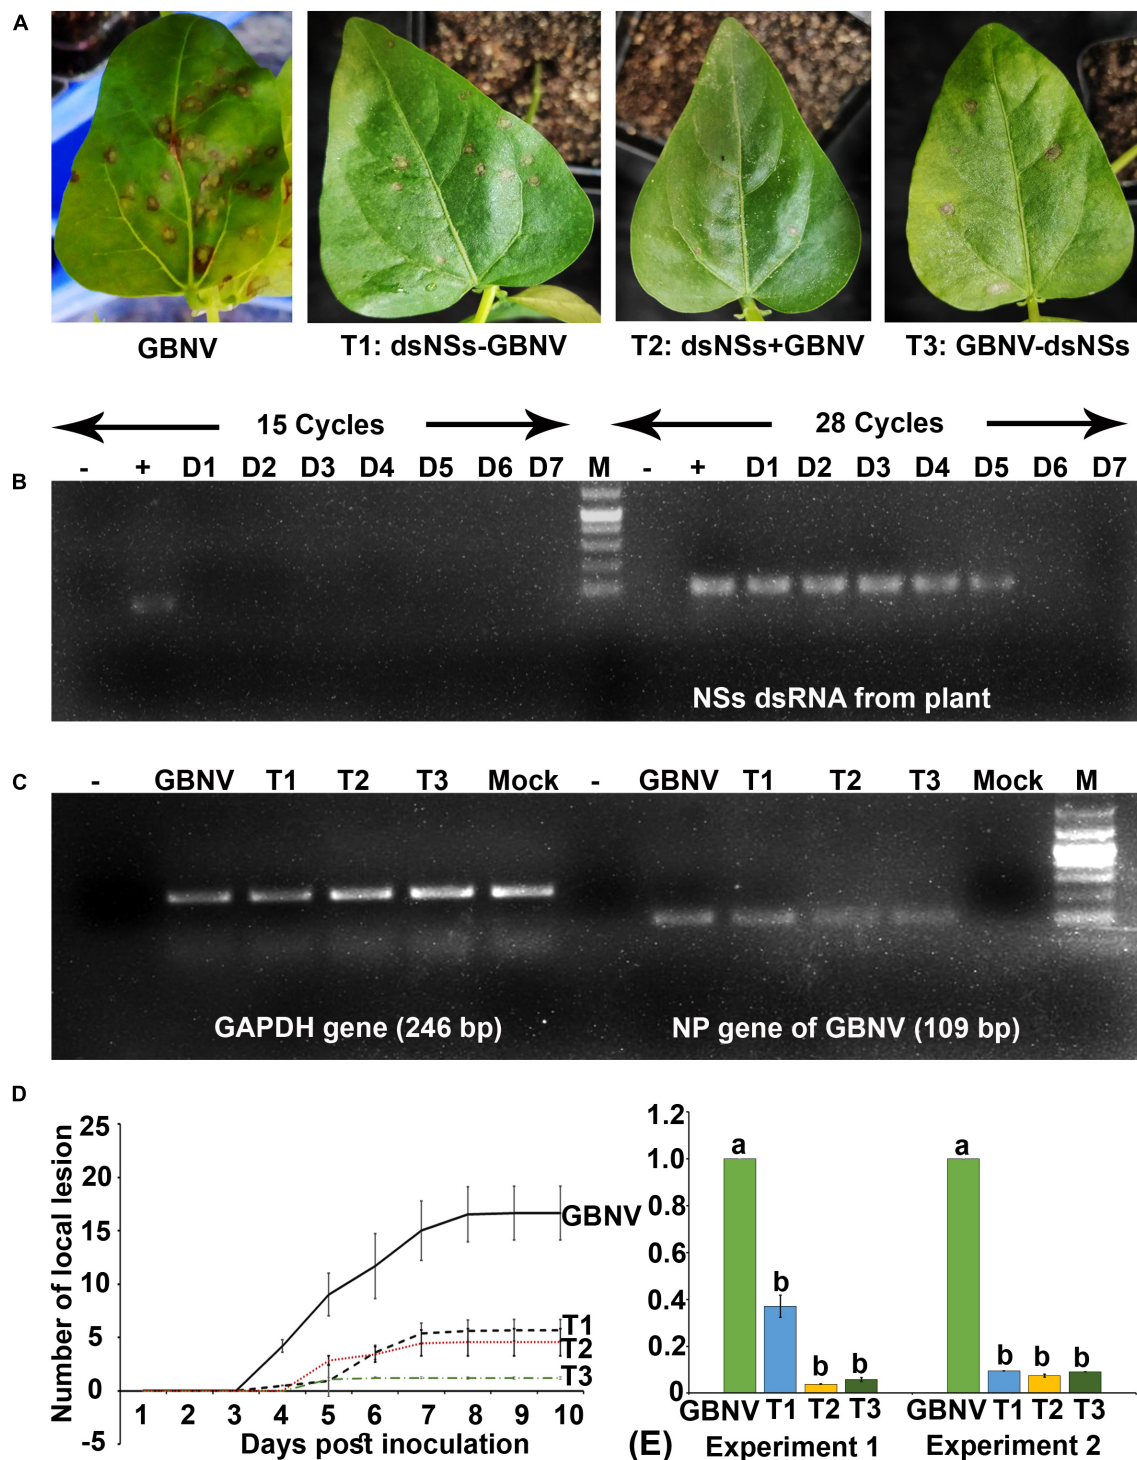 A
GBNV
T1: dsNSs-GBNV
T2: dsNSs+GBNV
T3: GBNV-dsNSs
15 Cycles
28 Cycles
- + D1 D2 D3 D4 D5 D6 D7 M - + D1 D2 D3 D4 D5 D6 D7
B
NSs dsRNA from plant
C
- GBNV T1 T2 T3 Mock - GBNV T1 T2 T3 Mock M
GAPDH gene (246 bp)
NP gene of GBNV (109 bp)
D
Number of local lesion
25
20
15
10
5
0
-5
GBNV
T1
T2
T3
1 2 3 4 5 6 7 8 9 10
Days post inoculation
1.2
1.0
0.8
0.6
0.4
0.2
0
a
b
b b
a
b b b
GBNV T1 T2 T3 GBNV T1 T2 T3
(E) Experiment 1 Experiment 2